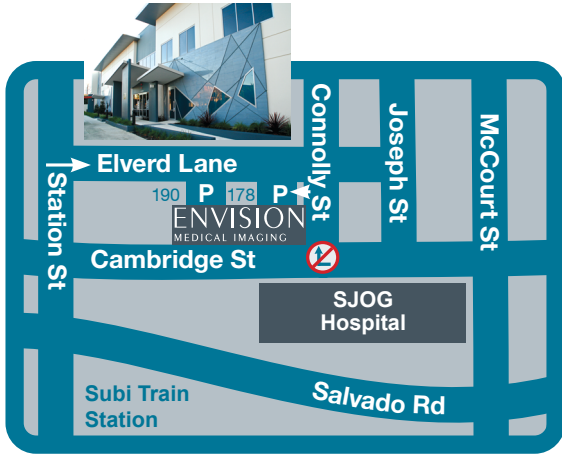 Elverd Lane
Station St
Connolly St
Joseph St
McCourt St
190 P 178 P
ENVISION
MEDICAL IMAGING
Cambridge St
SJOG
Hospital
Salvado Rd
Subi Train
Station